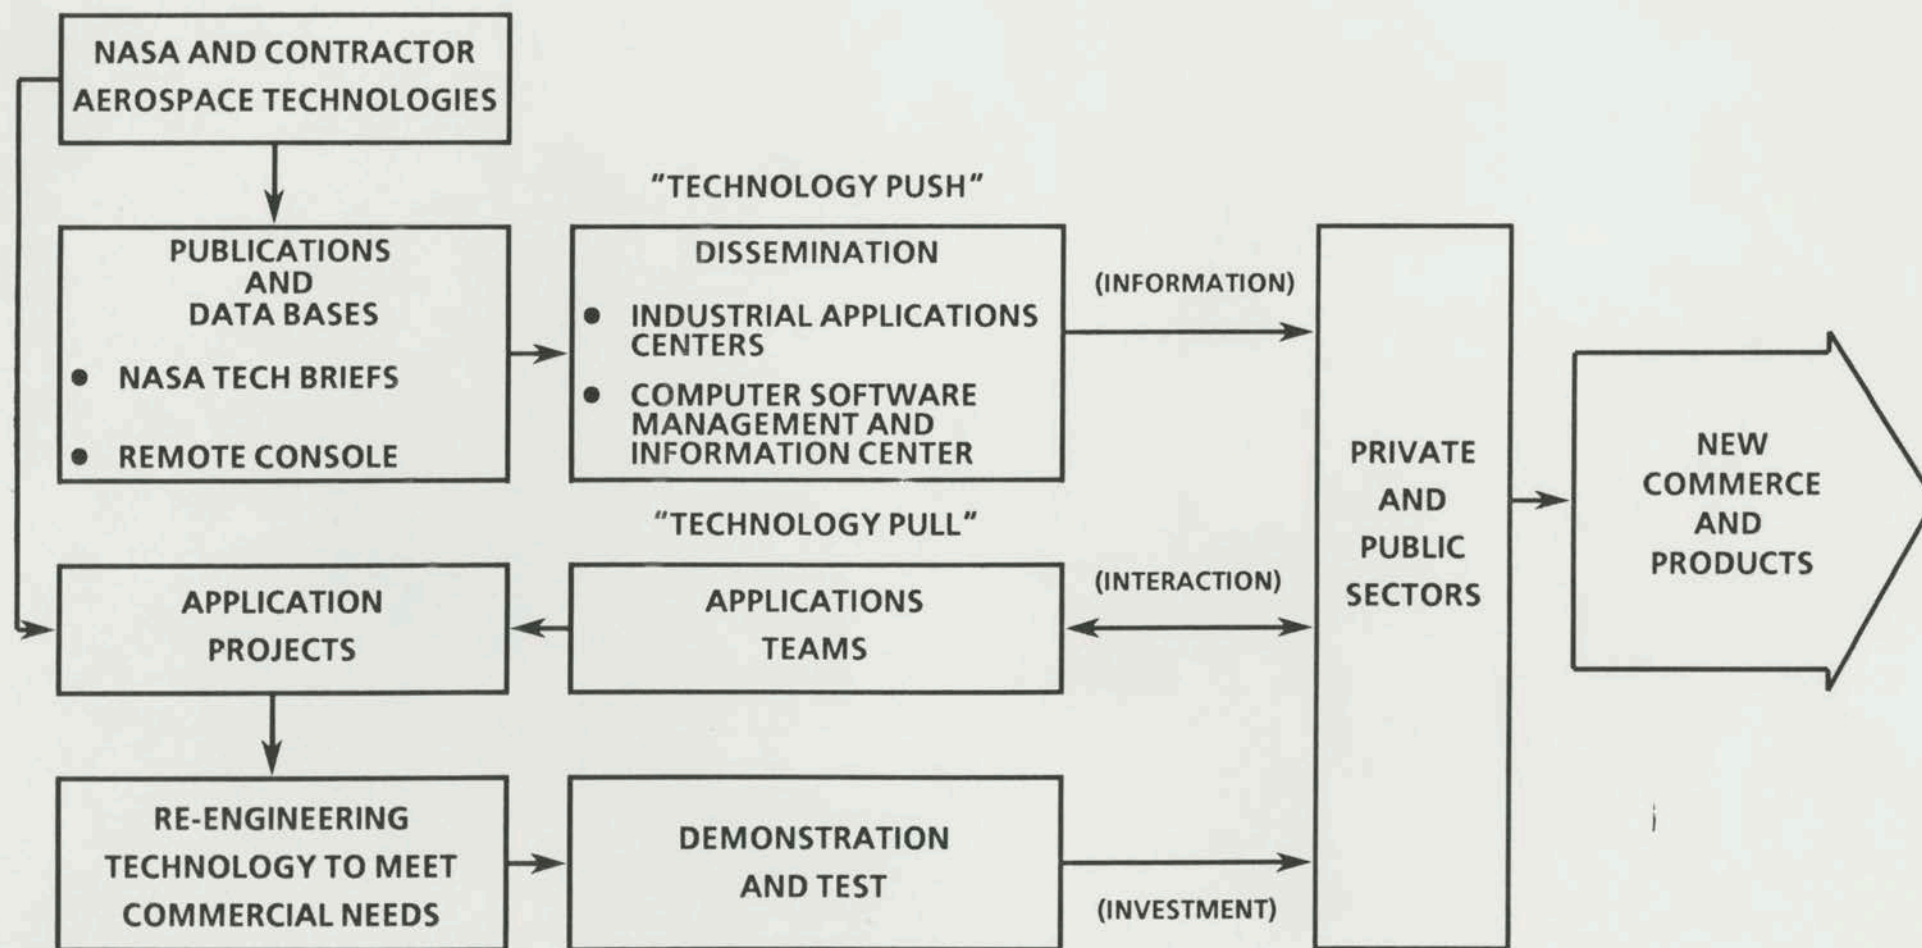 NASA AND CONTRACTOR
AEROSPACE TECHNOLOGIES
"TECHNOLOGY PUSH"
PUBLICATIONS
AND
DATA BASES
● NASA TECH BRIEFS
● REMOTE CONSOLE
DISSEMINATION
● INDUSTRIAL APPLICATIONS
CENTERS
● COMPUTER SOFTWARE
MANAGEMENT AND
INFORMATION CENTER
(INFORMATION)
"TECHNOLOGY PULL"
APPLICATION
PROJECTS
APPLICATIONS
TEAMS
(INTERACTION)
RE-ENGINEERING
TECHNOLOGY TO MEET
COMMERCIAL NEEDS
DEMONSTRATION
AND TEST
(INVESTMENT)
PRIVATE
AND
PUBLIC
SECTORS
NEW
COMMERCE
AND
PRODUCTS